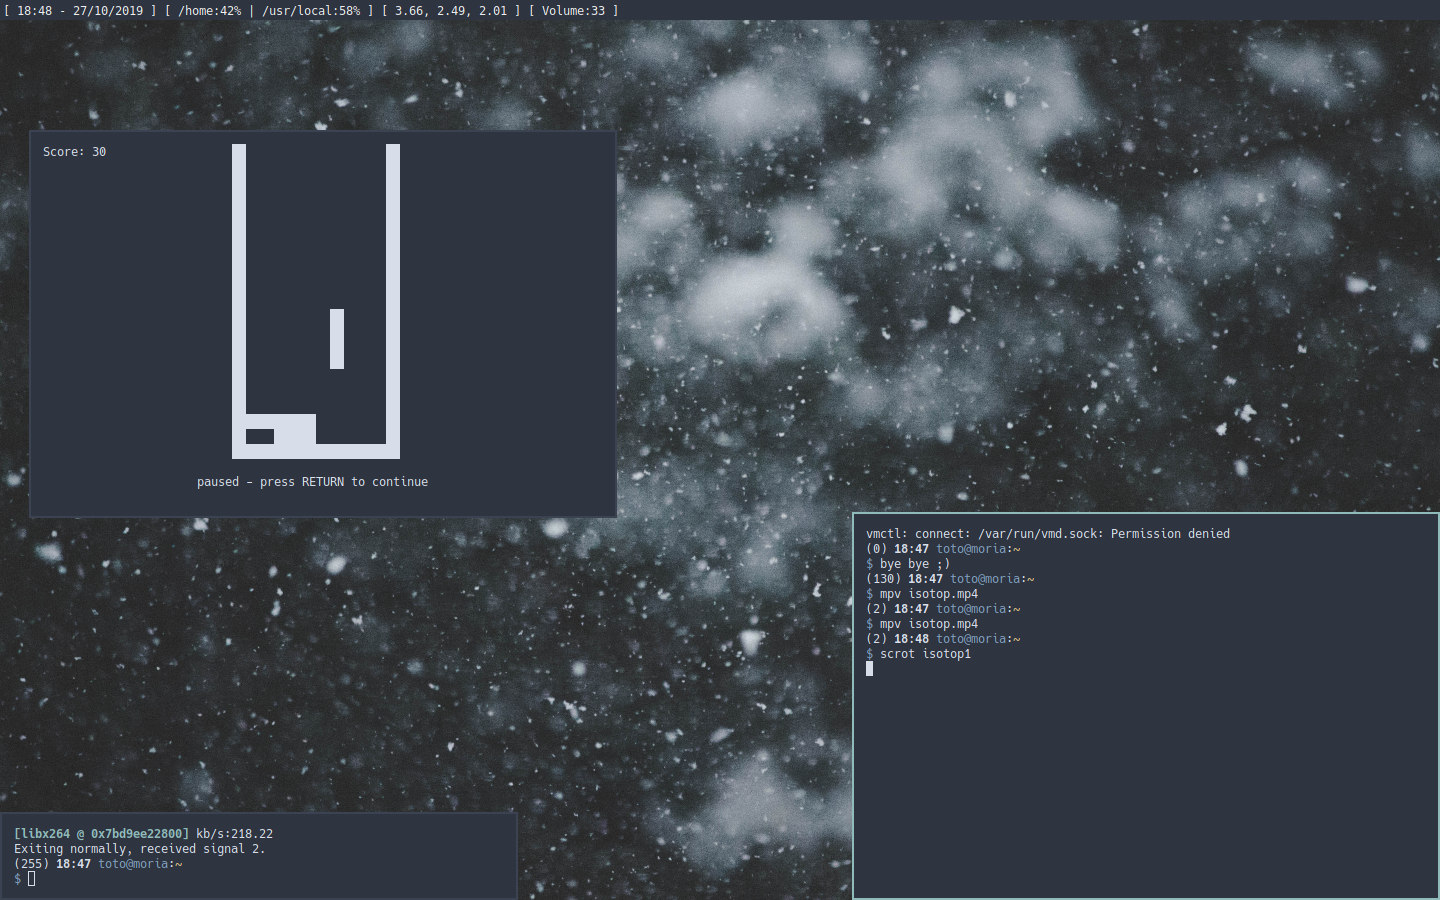 [ 18:48 - 27/10/2019 ] [ /home:42% | /usr/local:58% ] [ 3.66, 2.49, 2.01 ] [ Volume:33 ]
Score: 30
paused - press RETURN to continue
vmctl: connect: /var/run/vmd.sock: Permission denied
(0) 18:47 toto@moria:~
$ bye bye ;)
(130) 18:47 toto@moria:~
$ mpv isotop.mp4
(2) 18:47 toto@moria:~
$ mpv isotop.mp4
(2) 18:48 toto@moria:~
$ scrot isotop1
[libx264 @ 0x7bd9ee22800] kb/s:218.22
Exiting normally, received signal 2.
(255) 18:47 toto@moria:~
$